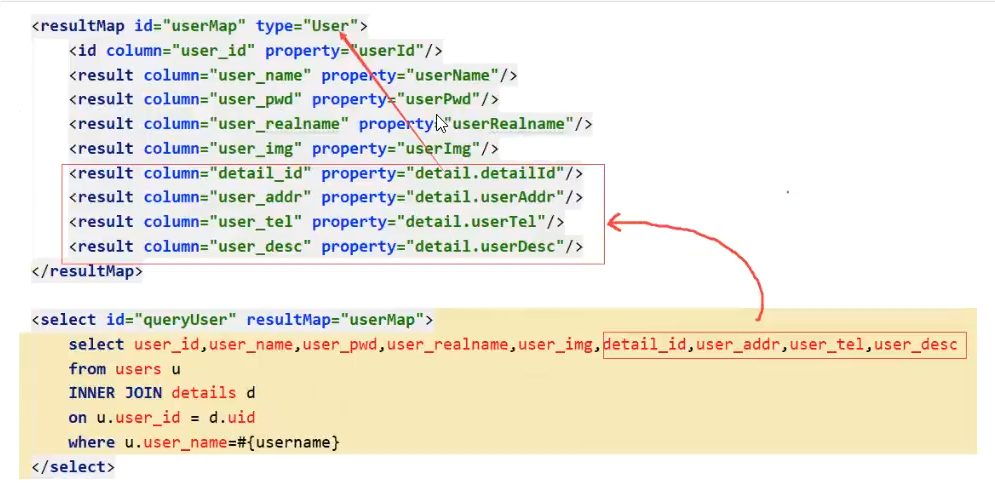 <resultMap id="userMap" type="User">
<id column="user_id" property="userId"/>
<result column="user_name" property="userName"/>
<result column="user_pwd" property="userPwd"/>
<result column="user_realname" property="userRealname"/>
<result column="user_img" property="userImg"/>
<result column="detail_id" property="detail.detailId"/>
<result column="user_addr" property="detail.userAddr"/>
<result column="user_tel" property="detail.userTel"/>
<result column="user_desc" property="detail.userDesc"/>
</resultMap>
<select id="queryUser" resultMap="userMap">
select user_id,user_name,user_pwd,user_realname,user_img,detail_id,user_addr,user_tel,user_desc
from users u
INNER JOIN details d
on u.user_id = d.uid
where u.user_name=#{username}
</select>